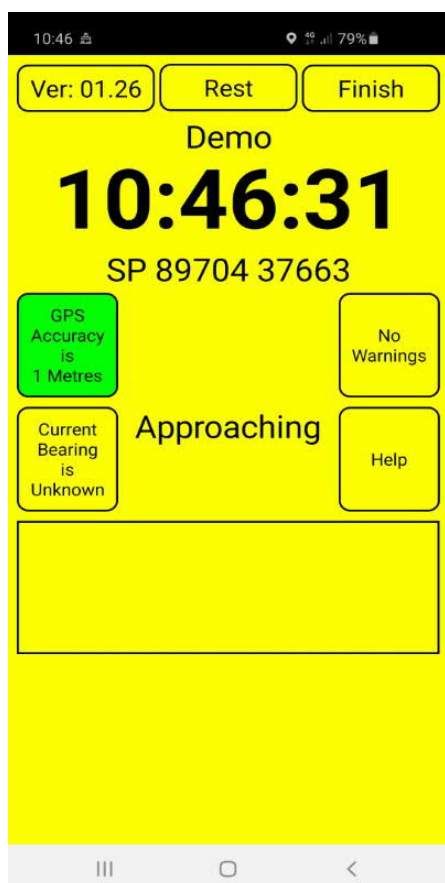 10:46 4G 79%
Ver: 01.26 Rest Finish
Demo
10:46:31
SP 89704 37663
GPS
Accuracy
is
1 Metres
No
Warnings
Current
Bearing
is
Unknown
Approaching
Help